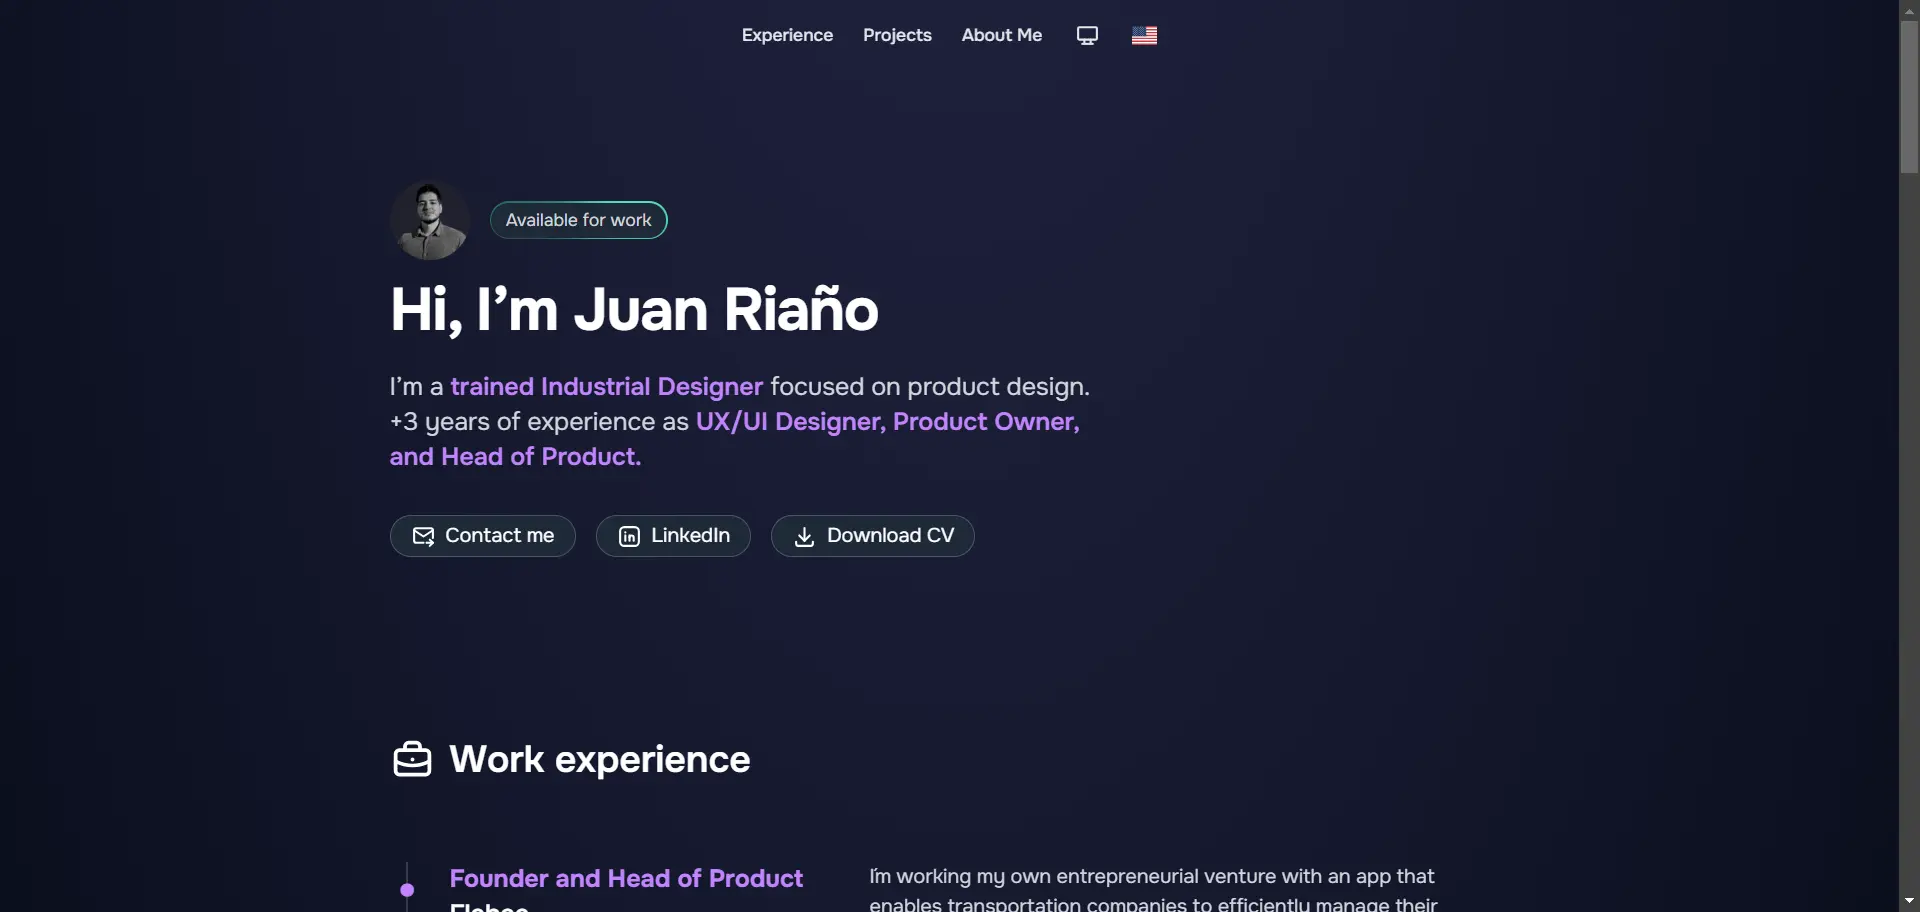 Experience Projects About Me
Available for work
Hi, I’m Juan Riaño
I’m a trained Industrial Designer focused on product design.
+3 years of experience as UX/UI Designer, Product Owner,
and Head of Product.
Contact me LinkedIn Download CV
Work experience
Founder and Head of Product
I´m working my own entrepreneurial venture with an app that
enables transportation companies to efficiently manage their